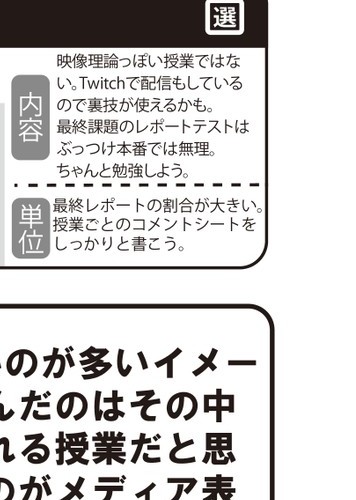 選
内容
映像理論っぽい授業ではな
い。Twitchで配信もしている
ので裏技が使えるかも。
最終課題のレポートテストは
ぶっつけ本番では無理。
ちゃんと勉強しよう。
単位
最終レポートの割合が大きい。
授業ごとのコメントシートを
しっかりと書こう。
いのが多いイメー
んだのはその中
れる授業だと思
のがメディア表